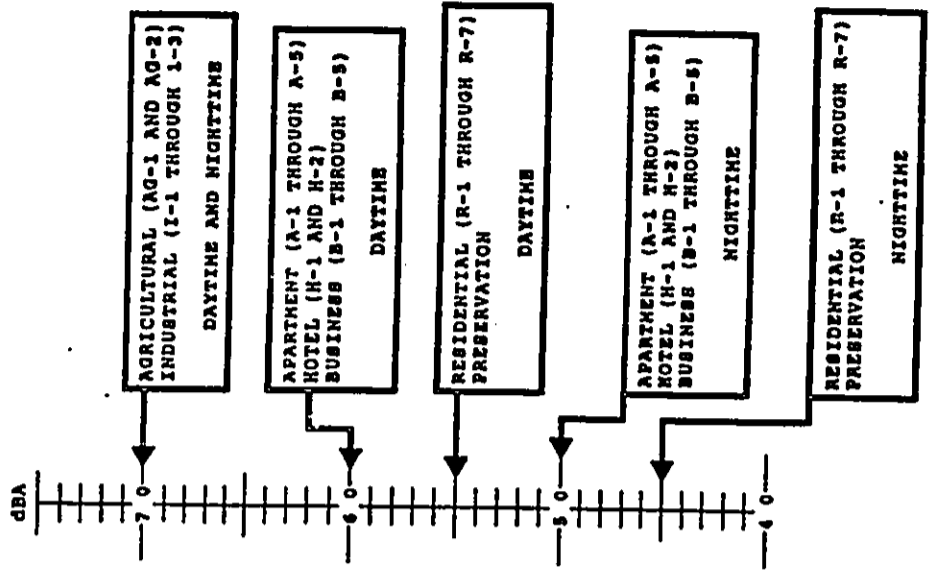 dBA
70
60
50
40
AGRICULTURAL (AG-1 AND AG-2)
INDUSTRIAL (I-1 THROUGH 1-3)
DAYTIME AND NIGHTTIME
APARTMENT (A-1 THROUGH A-5)
HOTEL (H-1 AND H-2)
BUSINESS (B-1 THROUGH B-5)
DAYTIME
RESIDENTIAL (R-1 THROUGH R-7)
PRESERVATION
DAYTIME
APARTMENT (A-1 THROUGH A-5)
HOTEL (H-1 AND H-2)
BUSINESS (B-1 THROUGH B-5)
NIGHTTIME
RESIDENTIAL (R-1 THROUGH R-7)
PRESERVATION
NIGHTTIME